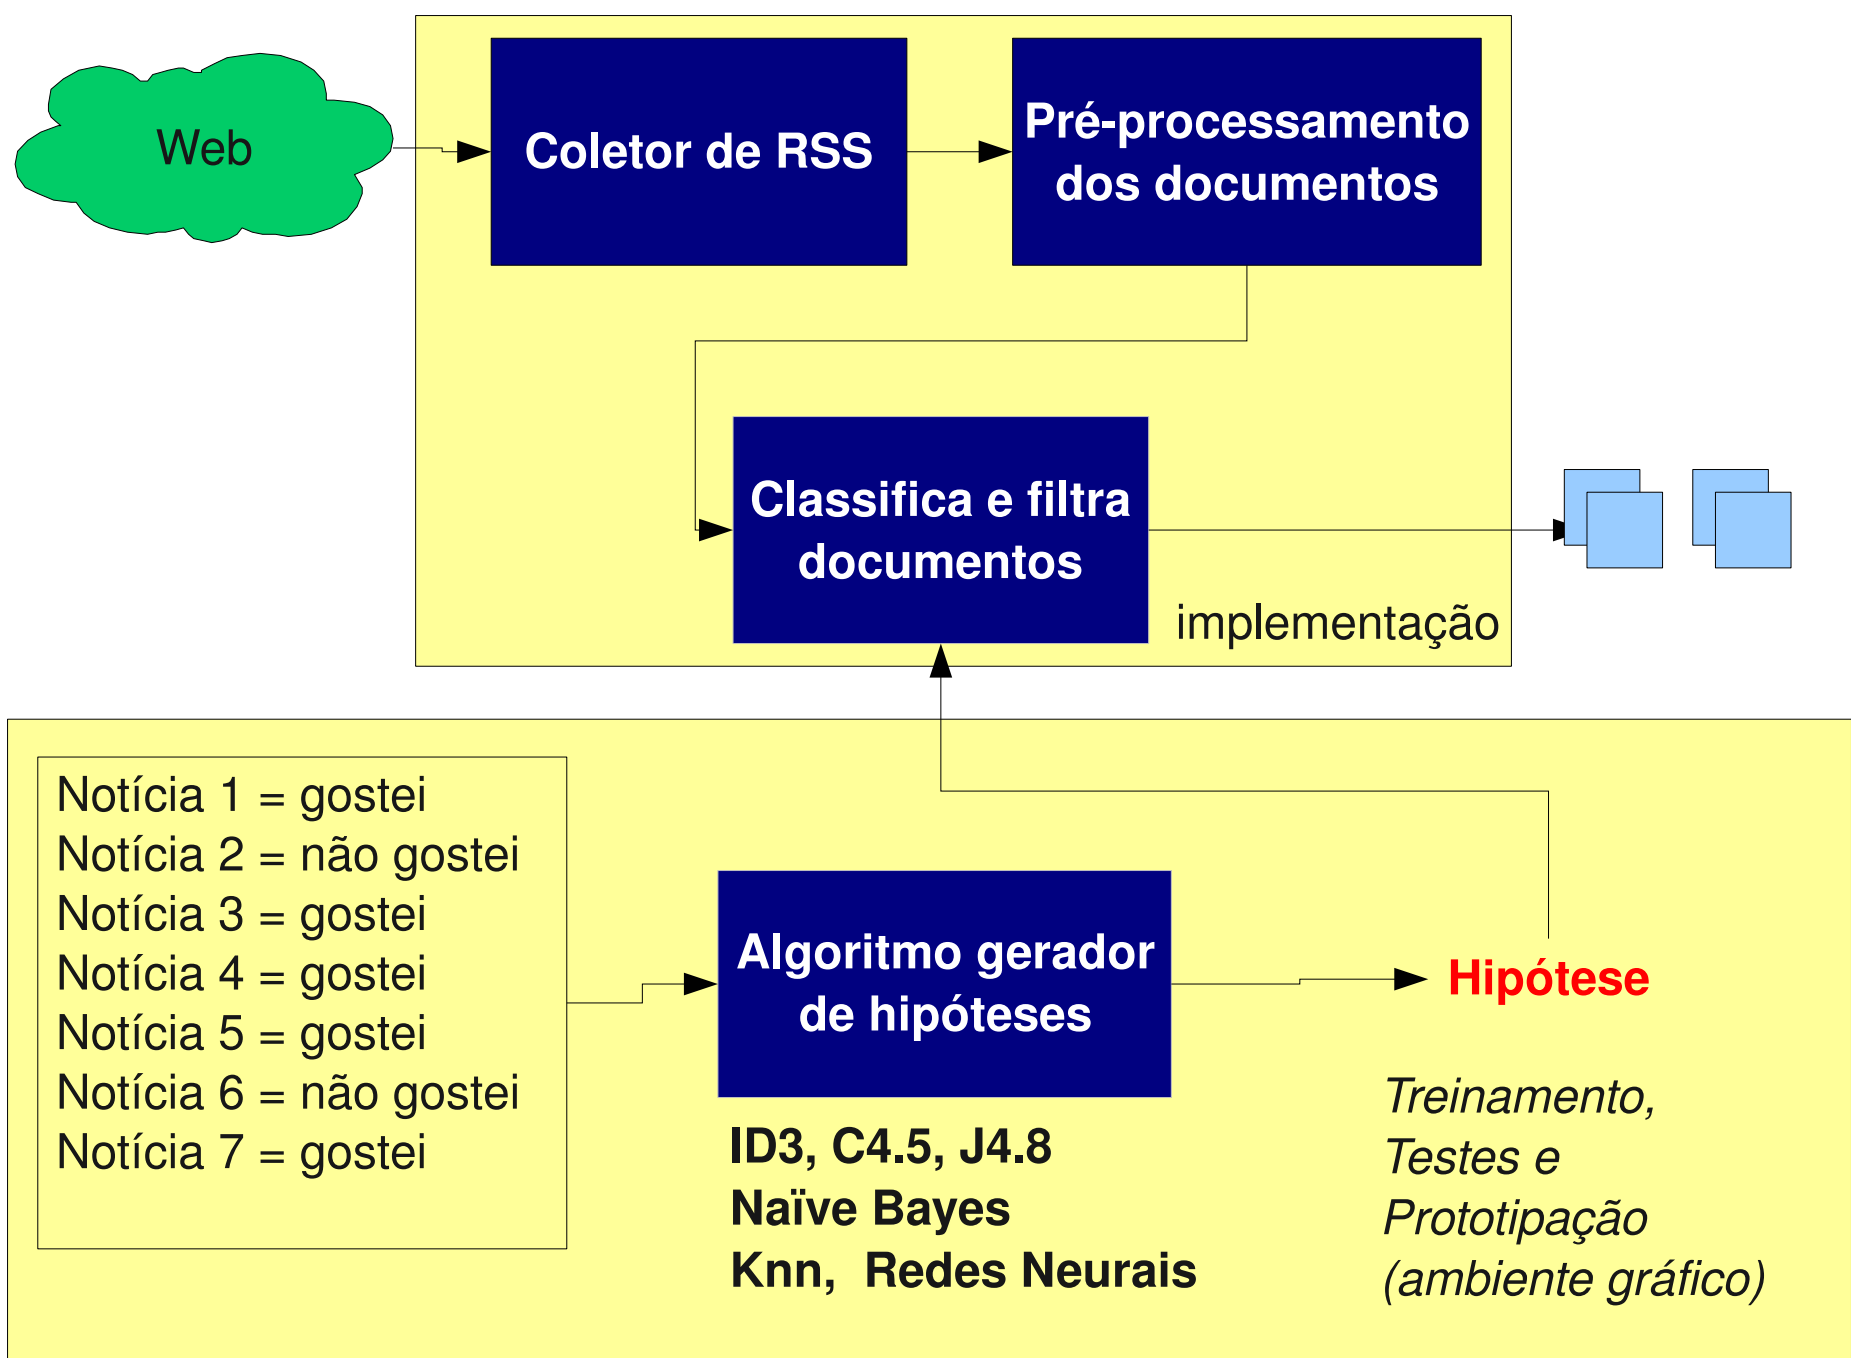 Web
Coletor de RSS
Pré-processamento
dos documentos
Classifica e filtra
documentos
implementação
Notícia 1 = gostei
Notícia 2 = não gostei
Notícia 3 = gostei
Notícia 4 = gostei
Notícia 5 = gostei
Notícia 6 = não gostei
Notícia 7 = gostei
Algoritmo gerador
de hipóteses
ID3, C4.5, J4.8
Naïve Bayes
Knn,  Redes Neurais
Hipótese
Treinamento,
Testes e
Prototipação
(ambiente gráfico)